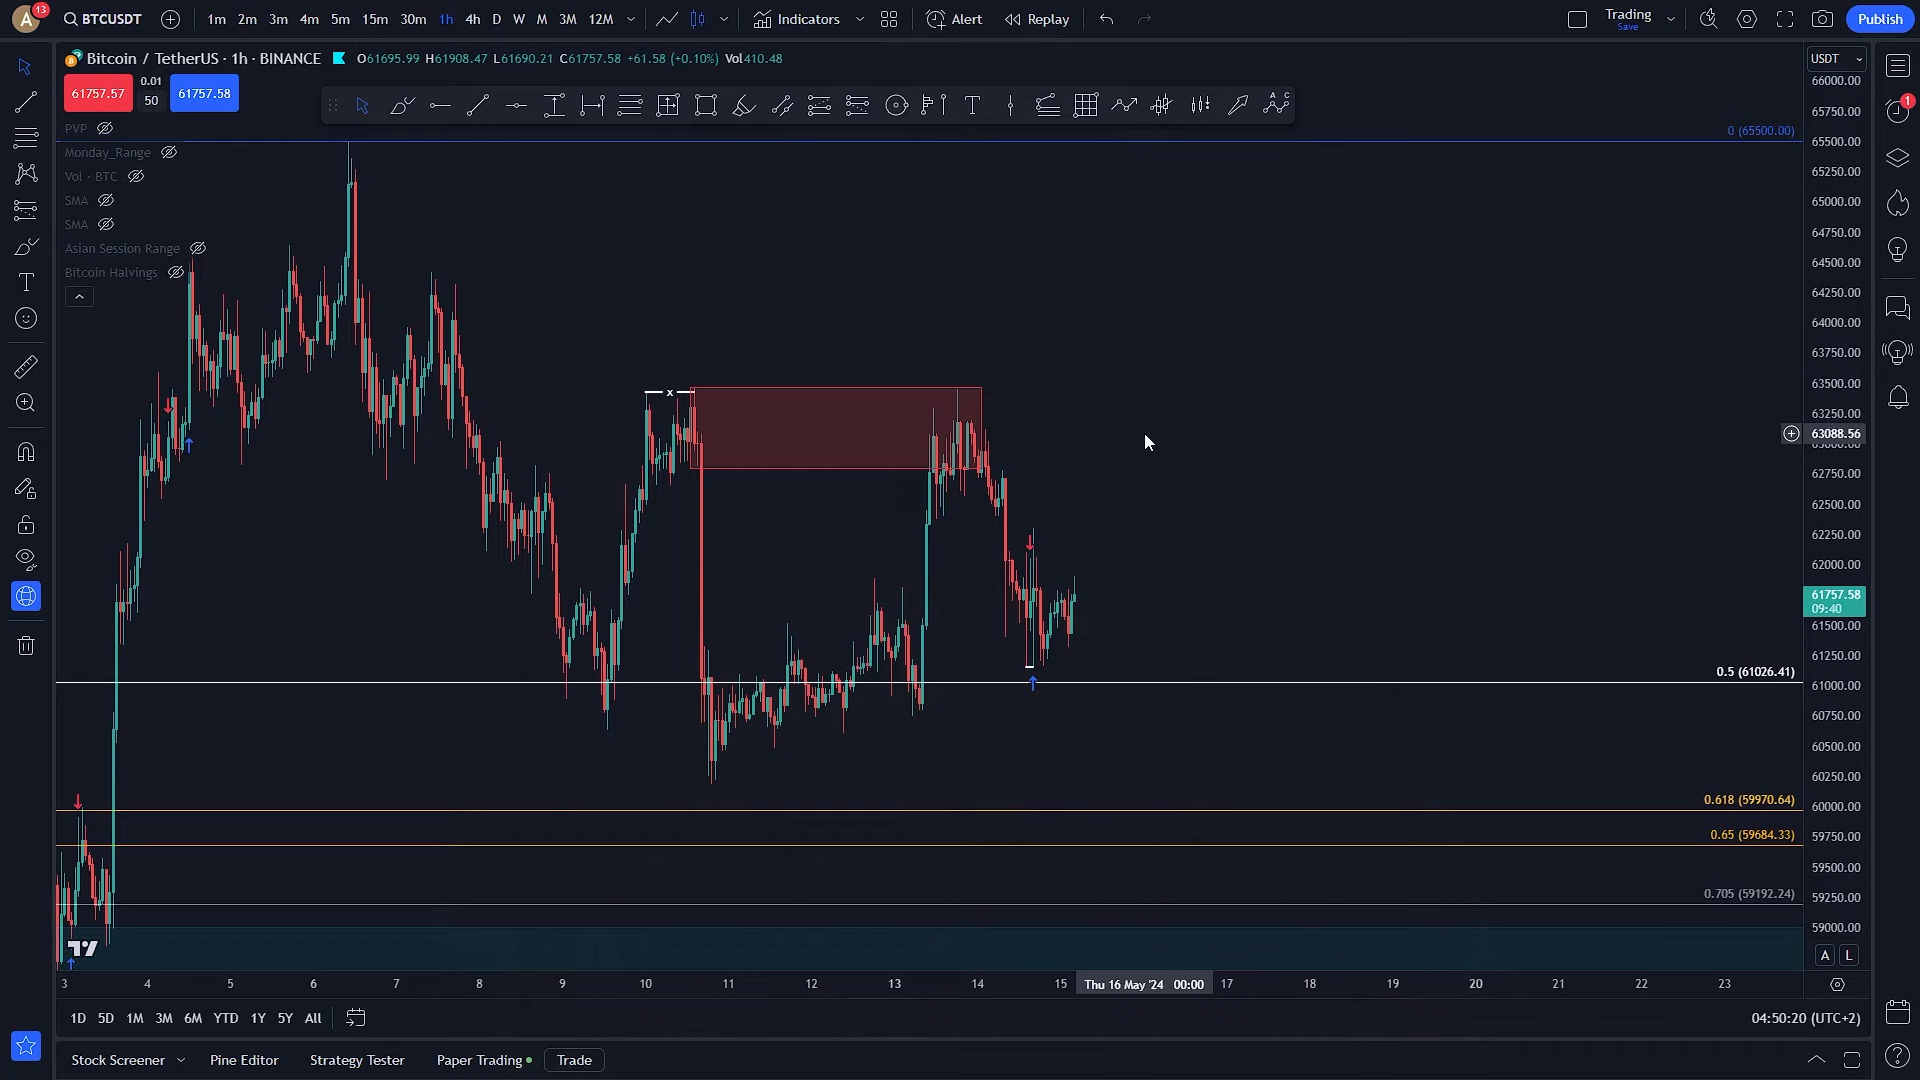 A 13 BTCUSDT 1m 2m 3m 4m 5m 15m 30m 1h 4h D W M 3M 12M Indicators Alert Replay Trading Save Publish
Bitcoin / TetherUS · 1h · BINANCE O61695.99 H61908.47 L61690.21 C61757.58 +61.58 (+0.10%) Vol410.48
61757.57 0.01 50 61757.58
PVP
Monday_Range
Vol · BTC
SMA
SMA
Asian Session Range
Bitcoin Halvings
USDT
1
66000.00
65750.00
0 (65500.00) 65500.00
65250.00
65000.00
64750.00
64500.00
64250.00
64000.00
63750.00
63500.00
x
63250.00
63088.56
63000.00
62750.00
62500.00
62250.00
62000.00
61757.58
09:40
61500.00
61250.00
0.5 (61026.41)
61000.00
60750.00
60500.00
60250.00
60000.00
0.618 (59970.64)
59750.00
0.65 (59684.33)
59500.00
59250.00
0.705 (59192.24)
59000.00
A L
3 4 5 6 7 8 9 10 11 12 13 14 15 Thu 16 May '24 00:00 17 18 19 20 21 22 23
1D 5D 1M 3M 6M YTD 1Y 5Y All 04:50:20 (UTC+2)
Stock Screener Pine Editor Strategy Tester Paper Trading Trade